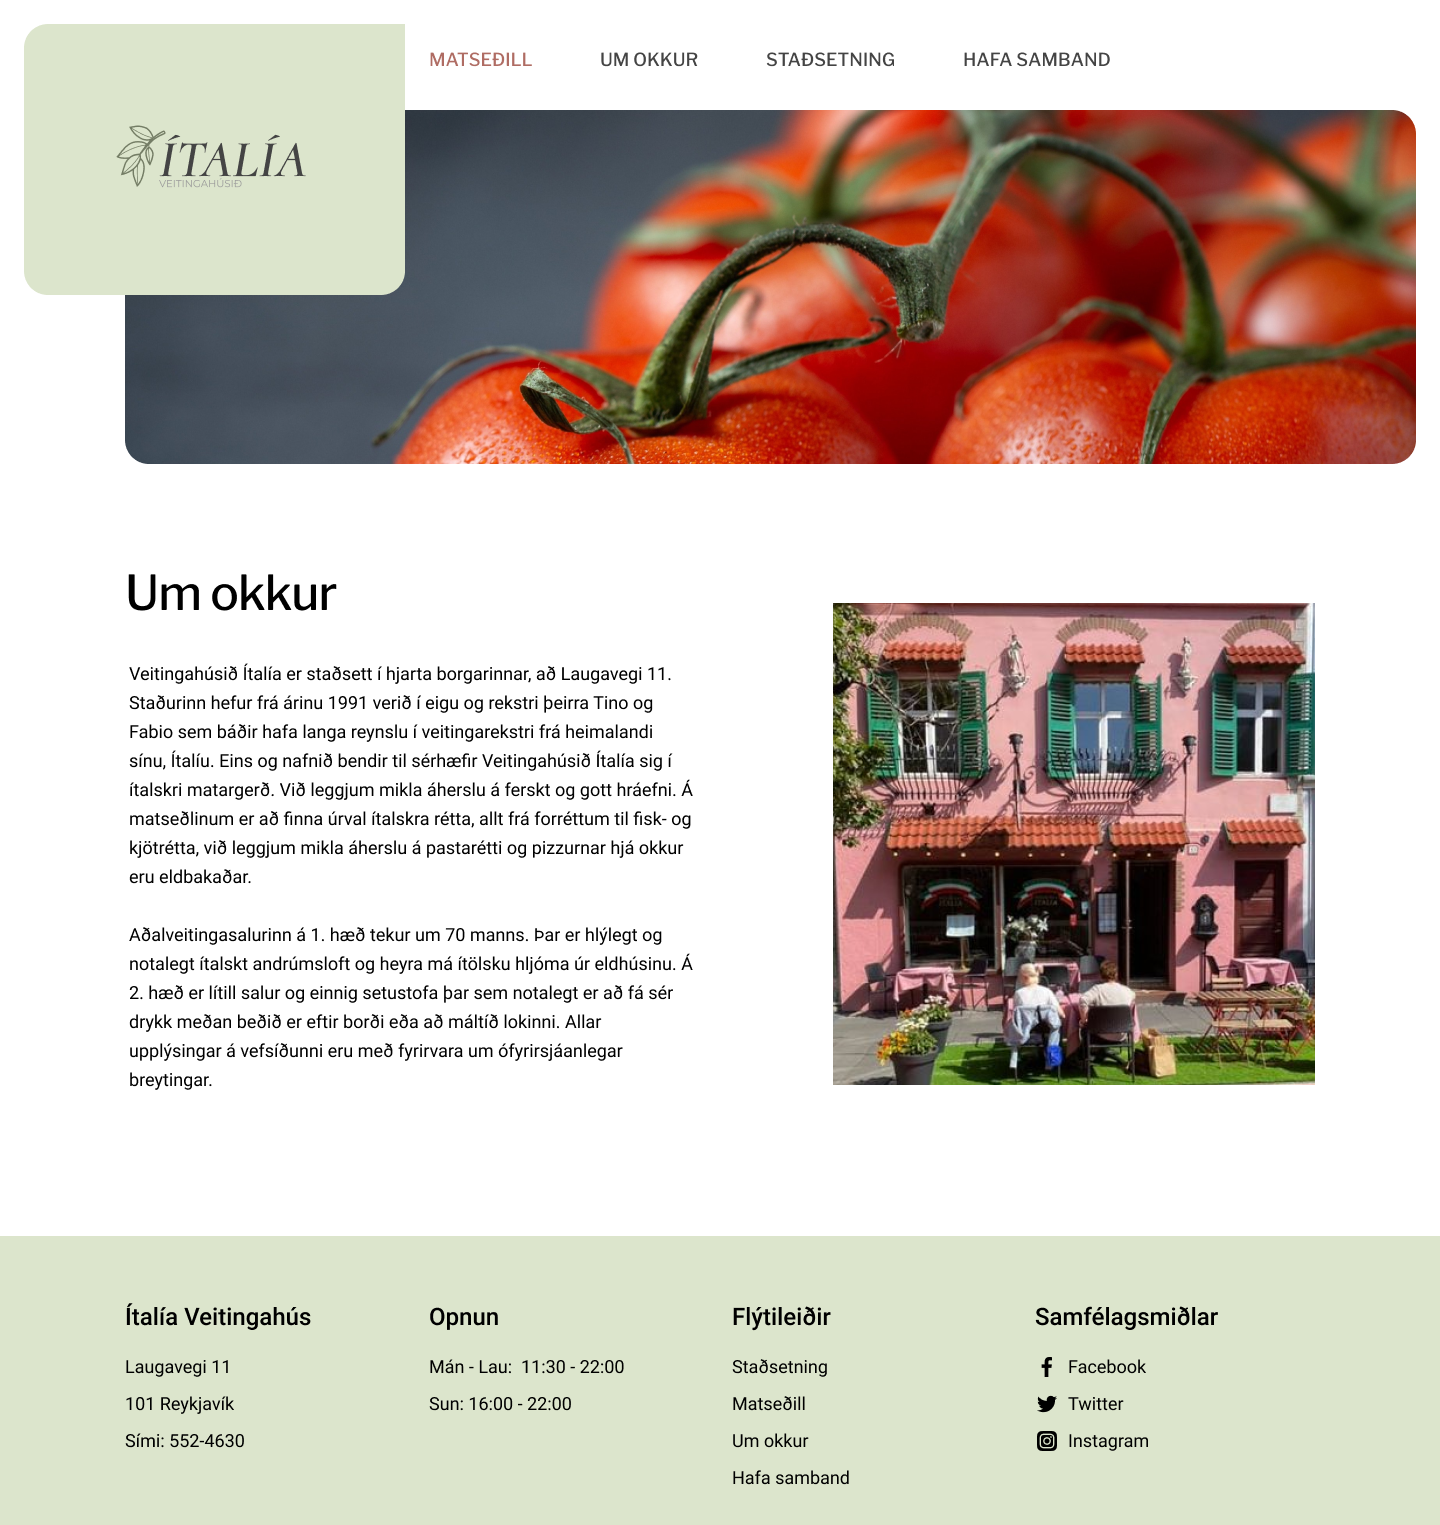 MATSEÐILL
UM OKKUR
STAÐSETNING
HAFA SAMBAND
ÍTALÍA
VEITINGAHÚSIÐ
Um okkur
Veitingahúsið Ítalía er staðsett í hjarta borgarinnar, að Laugavegi 11.
Staðurinn hefur frá árinu 1991 verið í eigu og rekstri þeirra Tino og
Fabio sem báðir hafa langa reynslu í veitingarekstri frá heimalandi
sínu, Ítalíu. Eins og nafnið bendir til sérhæfir Veitingahúsið Ítalía sig í
ítalskri matargerð. Við leggjum mikla áherslu á ferskt og gott hráefni. Á
matseðlinum er að finna úrval ítalskra rétta, allt frá forréttum til fisk- og
kjötrétta, við leggjum mikla áherslu á pastarétti og pizzurnar hjá okkur
eru eldbakaðar.
Aðalveitingasalurinn á 1. hæð tekur um 70 manns. Þar er hlýlegt og
notalegt ítalskt andrúmsloft og heyra má ítölsku hljóma úr eldhúsinu. Á
2. hæð er lítill salur og einnig setustofa þar sem notalegt er að fá sér
drykk meðan beðið er eftir borði eða að máltíð lokinni. Allar
upplýsingar á vefsíðunni eru með fyrirvara um ófyrirsjáanlegar
breytingar.
Ítalía Veitingahús
Laugavegi 11
101 Reykjavík
Sími: 552-4630
Opnun
Mán - Lau:  11:30 - 22:00
Sun: 16:00 - 22:00
Flýtileiðir
Staðsetning
Matseðill
Um okkur
Hafa samband
Samfélagsmiðlar
Facebook
Twitter
Instagram